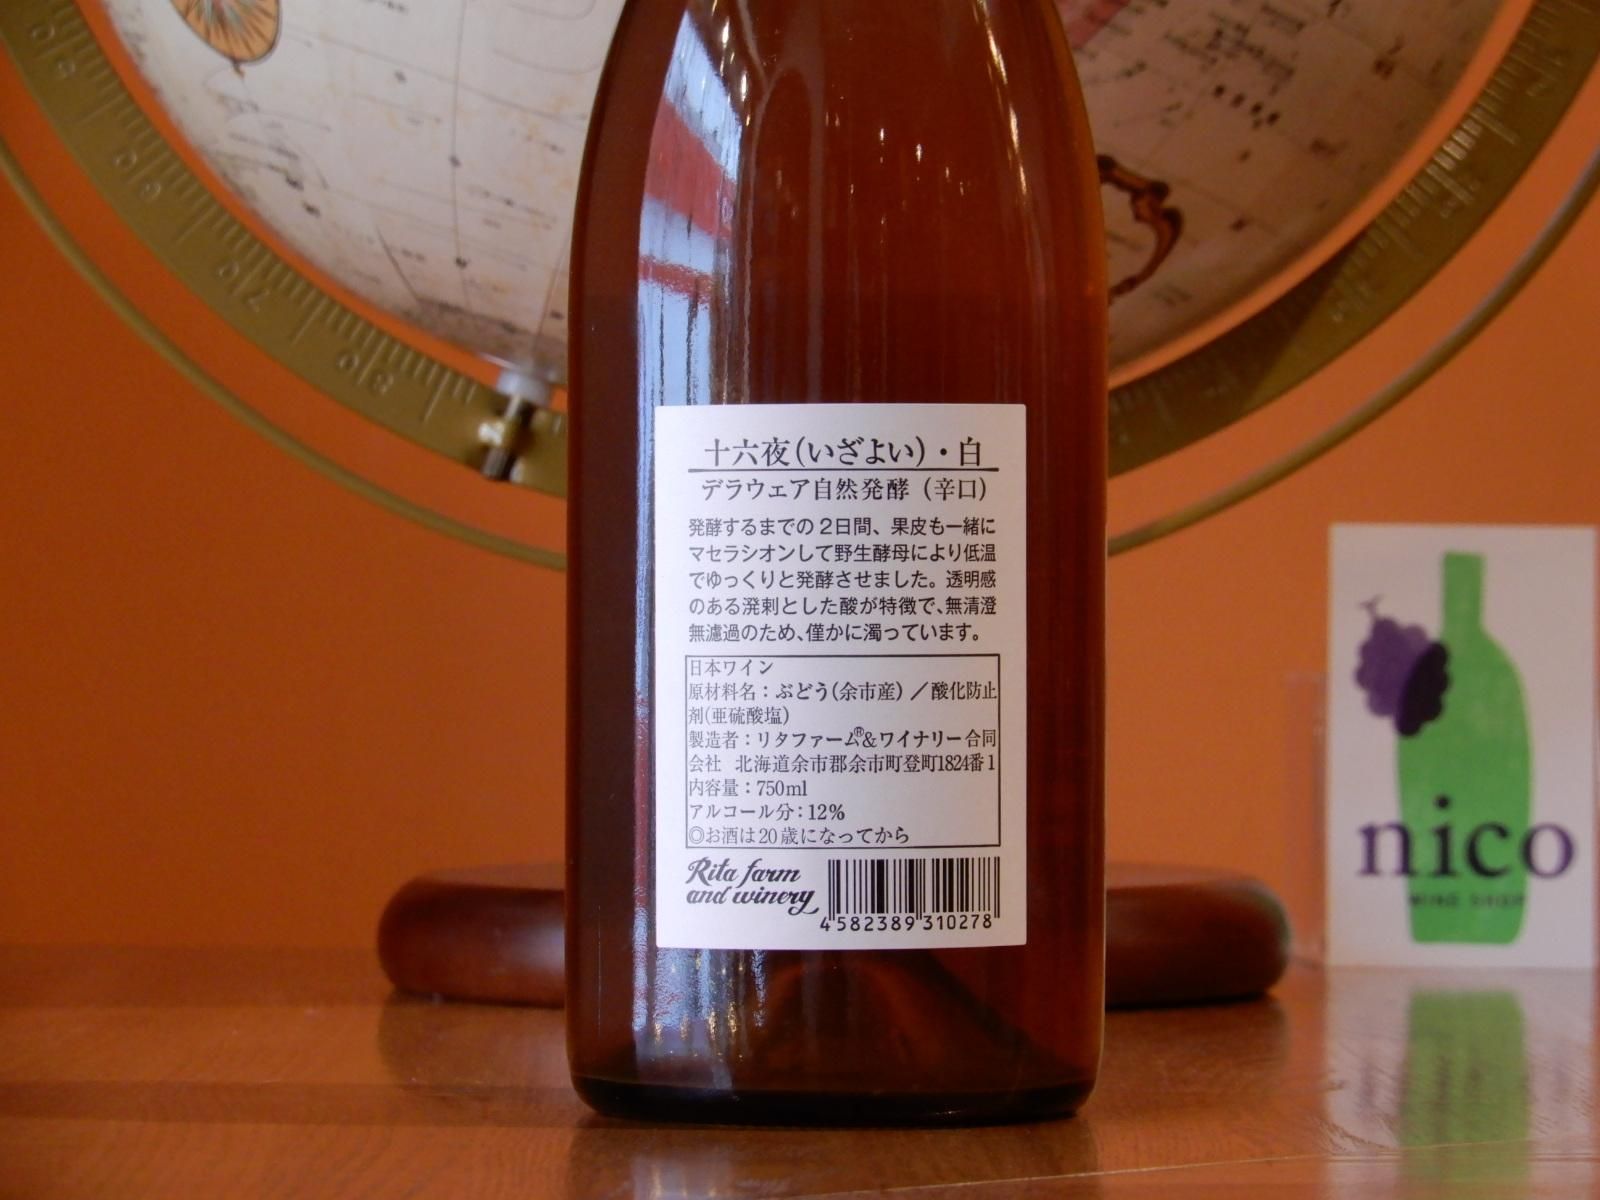 十六夜(いざよい)・白
デラウェア自然発酵(辛口)
発酵するまでの2日間、果皮も一緒に
マセラシオンして野生酵母により低温
でゆっくりと発酵させました。透明感
のある溌剌とした酸が特徴で、無清澄
無濾過のため、僅かに濁っています。
日本ワイン
原材料名：ぶどう(余市産)／酸化防止
剤(亜硫酸塩)
製造者：リタファーム®&ワイナリー合同
会社 北海道余市郡余市町登町1824番1
内容量：750ml
アルコール分：12%
◎お酒は20歳になってから
Rita farm
and winery
4582389310278
nico
WINE SHOP